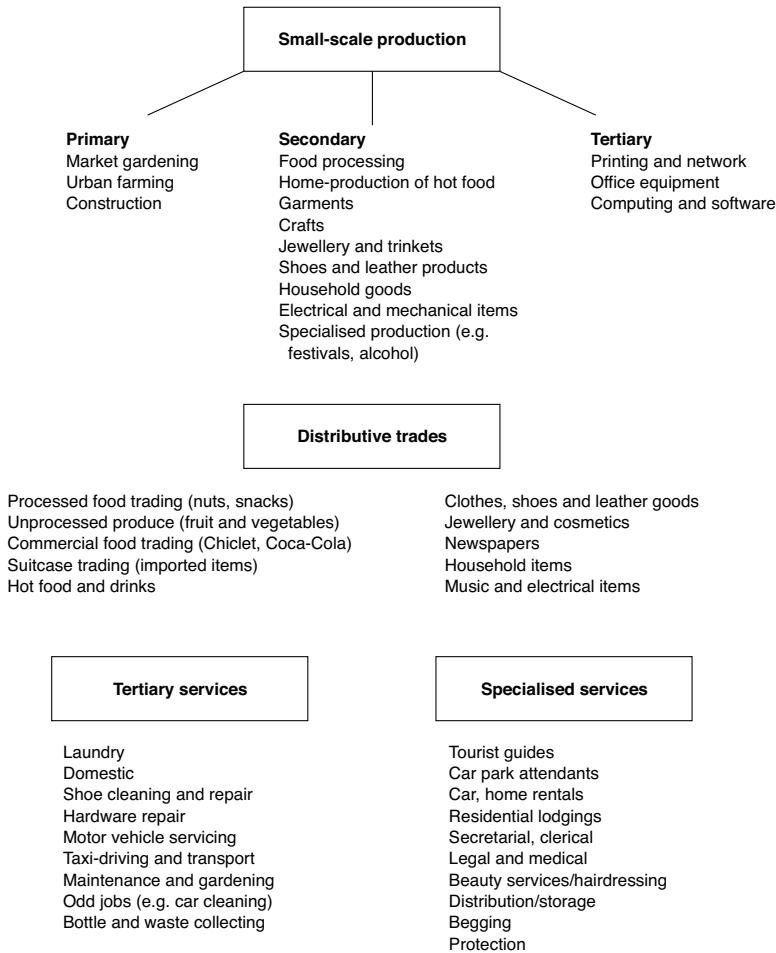 Small-scale production
Primary
Market gardening
Urban farming
Construction
Secondary
Food processing
Home-production of hot food
Garments
Crafts
Jewellery and trinkets
Shoes and leather products
Household goods
Electrical and mechanical items
Specialised production (e.g.
festivals, alcohol)
Tertiary
Printing and network
Office equipment
Computing and software
Distributive trades
Processed food trading (nuts, snacks)
Unprocessed produce (fruit and vegetables)
Commercial food trading (Chiclet, Coca-Cola)
Suitcase trading (imported items)
Hot food and drinks
Clothes, shoes and leather goods
Jewellery and cosmetics
Newspapers
Household items
Music and electrical items
Tertiary services
Laundry
Domestic
Shoe cleaning and repair
Hardware repair
Motor vehicle servicing
Taxi-driving and transport
Maintenance and gardening
Odd jobs (e.g. car cleaning)
Bottle and waste collecting
Specialised services
Tourist guides
Car park attendants
Car, home rentals
Residential lodgings
Secretarial, clerical
Legal and medical
Beauty services/hairdressing
Distribution/storage
Begging
Protection